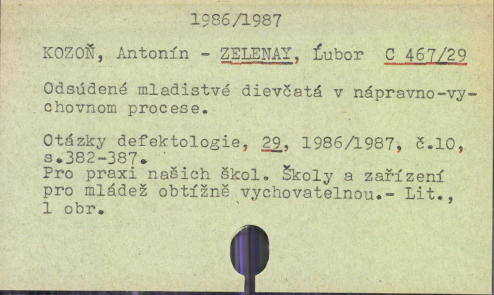 1986/1987
KOZOŇ, Antonín - ZELENAY, Ľubor C 467/29
Odsúdené mladistvé dievčatá v nápravno-vy-
chovnom procese.
Otázky defektologie, 29, 1986/1987, č.10,
s.382-387.
Pro praxi našich škol. Školy a zařízení
pro mládež obtížně vychovatelnou.- Lit.,
1 obr.